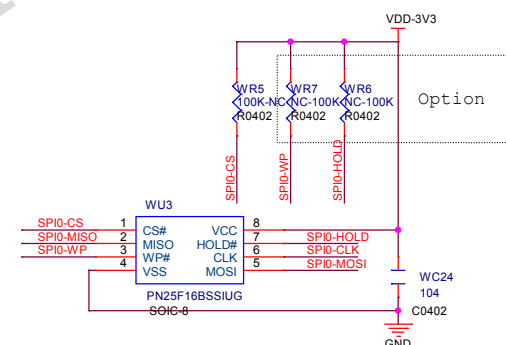 VDD-3V3
WR5
100K-NC
R0402
WR7
NC-100K
R0402
WR6
NC-100K
R0402
Option
SPI0-CS
SPI0-WP
SPI0-HOLD
WU3
SPI0-CS 1 CS# VCC 8
SPI0-MISO 2 MISO HOLD# 7 SPI0-HOLD
SPI0-WP 3 WP# CLK 6 SPI0-CLK
4 VSS MOSI 5 SPI0-MOSI
PN25F16BSSIUG
SOIC-8
WC24
104
C0402
GND